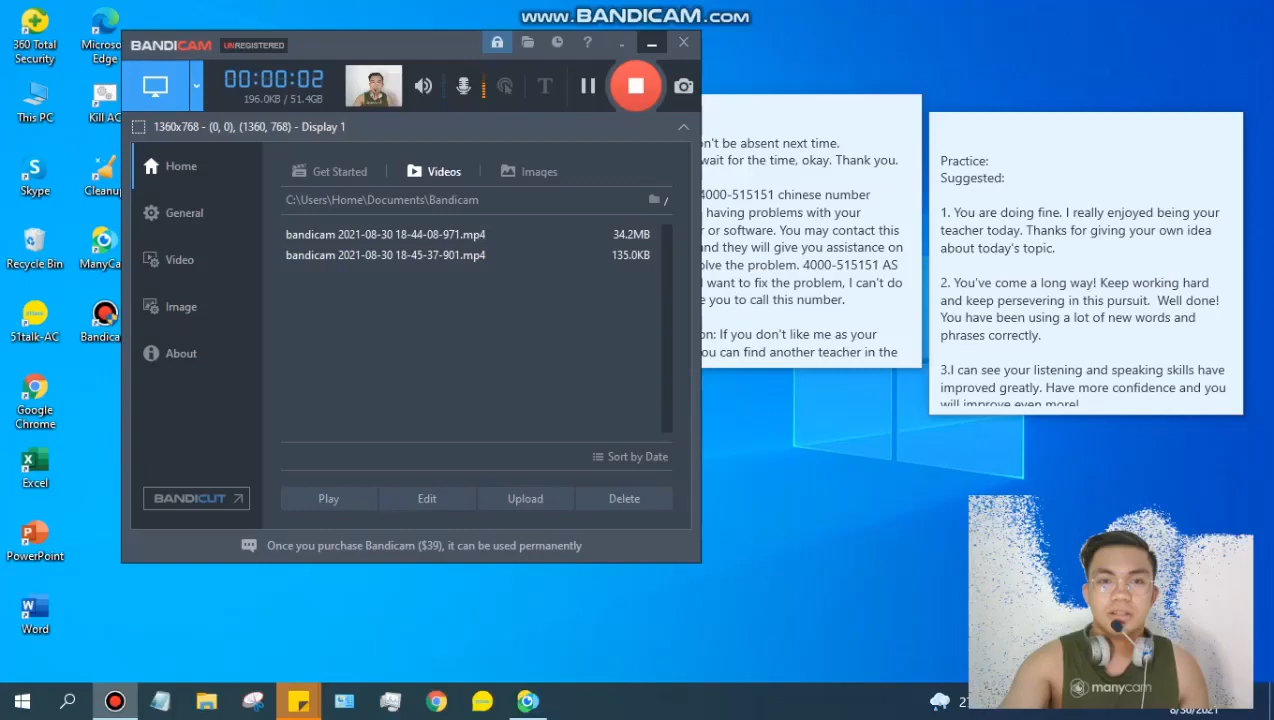 www.BANDICAM.com
360 Total
Security
This PC
Skype
Recycle Bin
51talk-AC
Google
Chrome
Excel
PowerPoint
Word
Edge
Kill AC
Cleanup
BANDICAM UNREGISTERED
00:00:02
196.0KB / 51.4GB
T
?
1360x768 - (0, 0), (1360, 768) - Display 1
Home
General
Video
Image
About
BANDICUT
Get Started
Videos
Images
C:\Users\Home\Documents\Bandicam
/
bandicam 2021-08-30 18-44-08-971.mp4 34.2MB
bandicam 2021-08-30 18-45-37-901.mp4 135.0KB
Sort by Date
Play Edit Upload Delete
Once you purchase Bandicam ($39), it can be used permanently
n't be absent next time.
wait for the time, okay. Thank you.
4000-515151 chinese number
having problems with your
r or software. You may contact this
and they will give you assistance on
olve the problem. 4000-515151 AS
I want to fix the problem, I can't do
e you to call this number.
on: If you don't like me as your
ou can find another teacher in the
Practice:
Suggested:
1. You are doing fine. I really enjoyed being your
teacher today. Thanks for giving your own idea
about today's topic.
2. You've come a long way! Keep working hard
and keep persevering in this pursuit. Well done!
You have been using a lot of new words and
phrases correctly.
3.I can see your listening and speaking skills have
improved greatly. Have more confidence and you
will improve even more!
manycam
8/30/2021